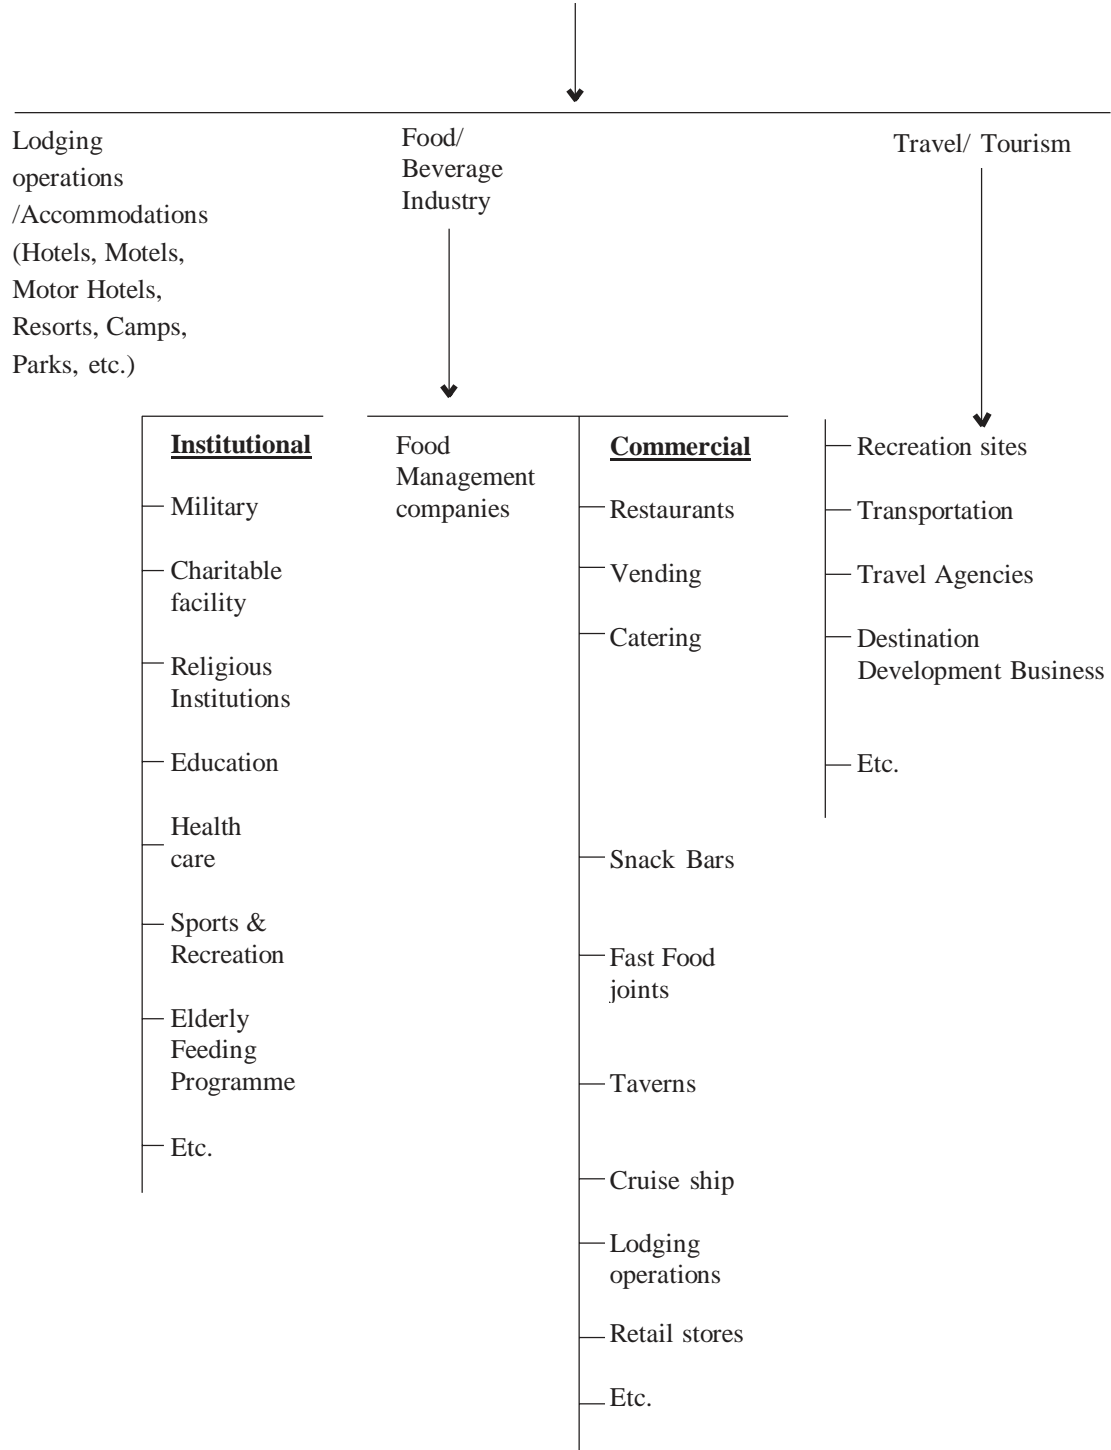 Lodging
operations
/Accommodations
(Hotels, Motels,
Motor Hotels,
Resorts, Camps,
Parks, etc.)
Food/
Beverage
Industry
Travel/ Tourism
Institutional
Military
Charitable
facility
Religious
Institutions
Education
Health
care
Sports &
Recreation
Elderly
Feeding
Programme
Etc.
Food
Management
companies
Commercial
Restaurants
Vending
Catering
Snack Bars
Fast Food
joints
Taverns
Cruise ship
Lodging
operations
Retail stores
Etc.
Recreation sites
Transportation
Travel Agencies
Destination
Development Business
Etc.